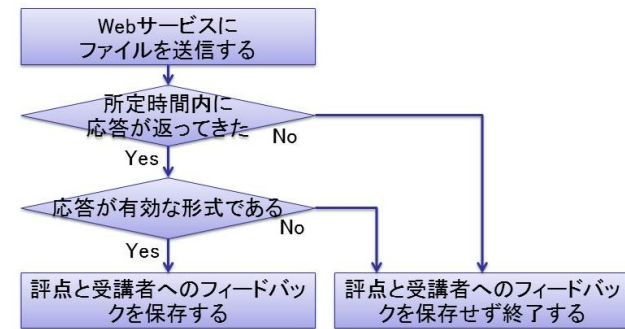 Webサービスに
ファイルを送信する
所定時間内に
応答が返ってきた
No
Yes
応答が有効な形式である
No
Yes
評点と受講者へのフィードバッ
クを保存する
評点と受講者へのフィードバッ
クを保存せず終了する